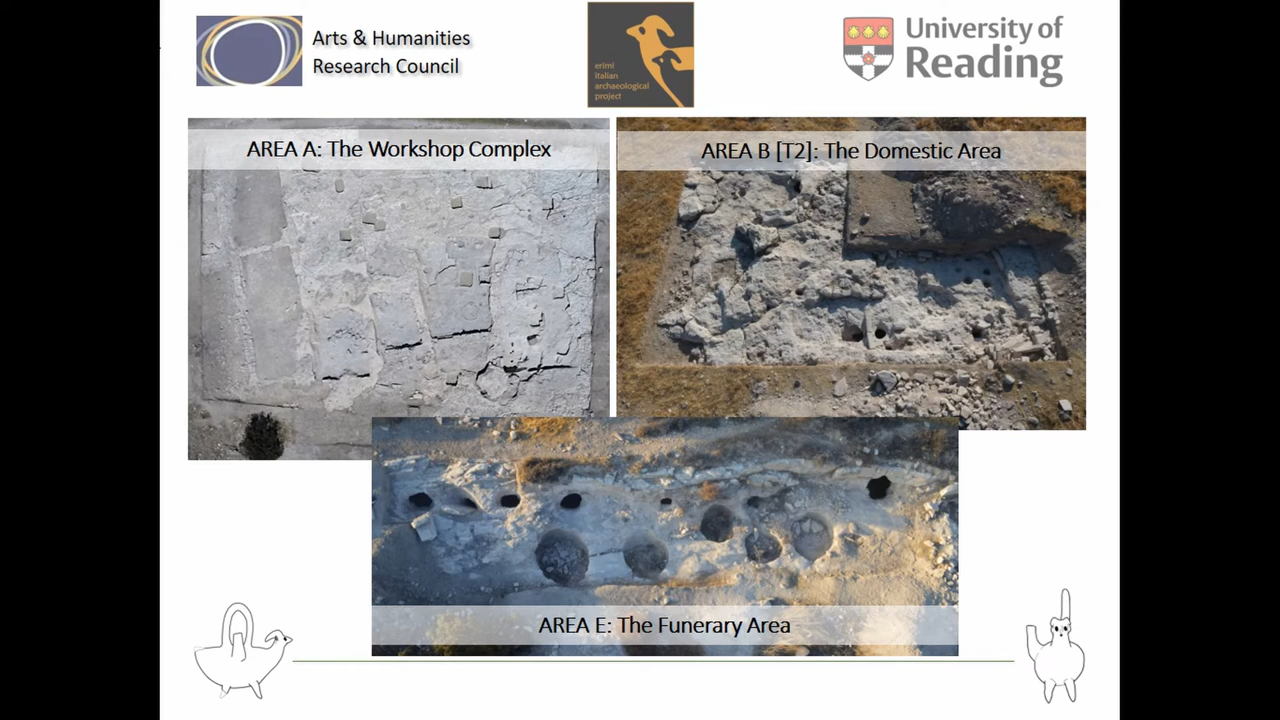 Arts & Humanities
Research Council
erimi
italian
archaeological
project
University of
Reading
AREA A: The Workshop Complex
AREA B [T2]: The Domestic Area
AREA E: The Funerary Area